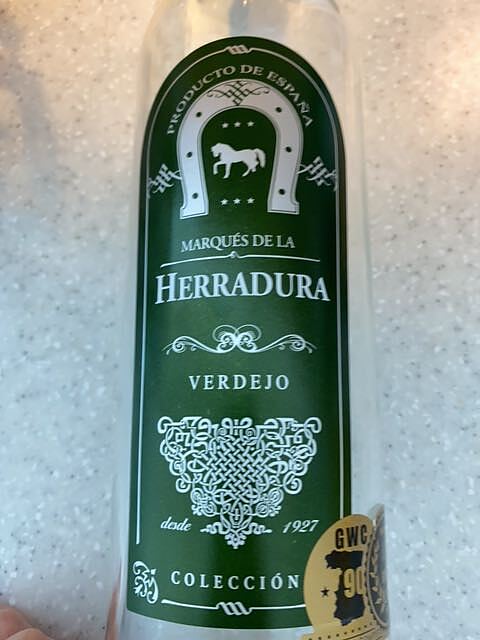 PRODUCTO DE ESPAÑA
MARQUÉS DE LA
HERRADURA
VERDEJO
desde 1927
COLECCIÓN
GWC
90